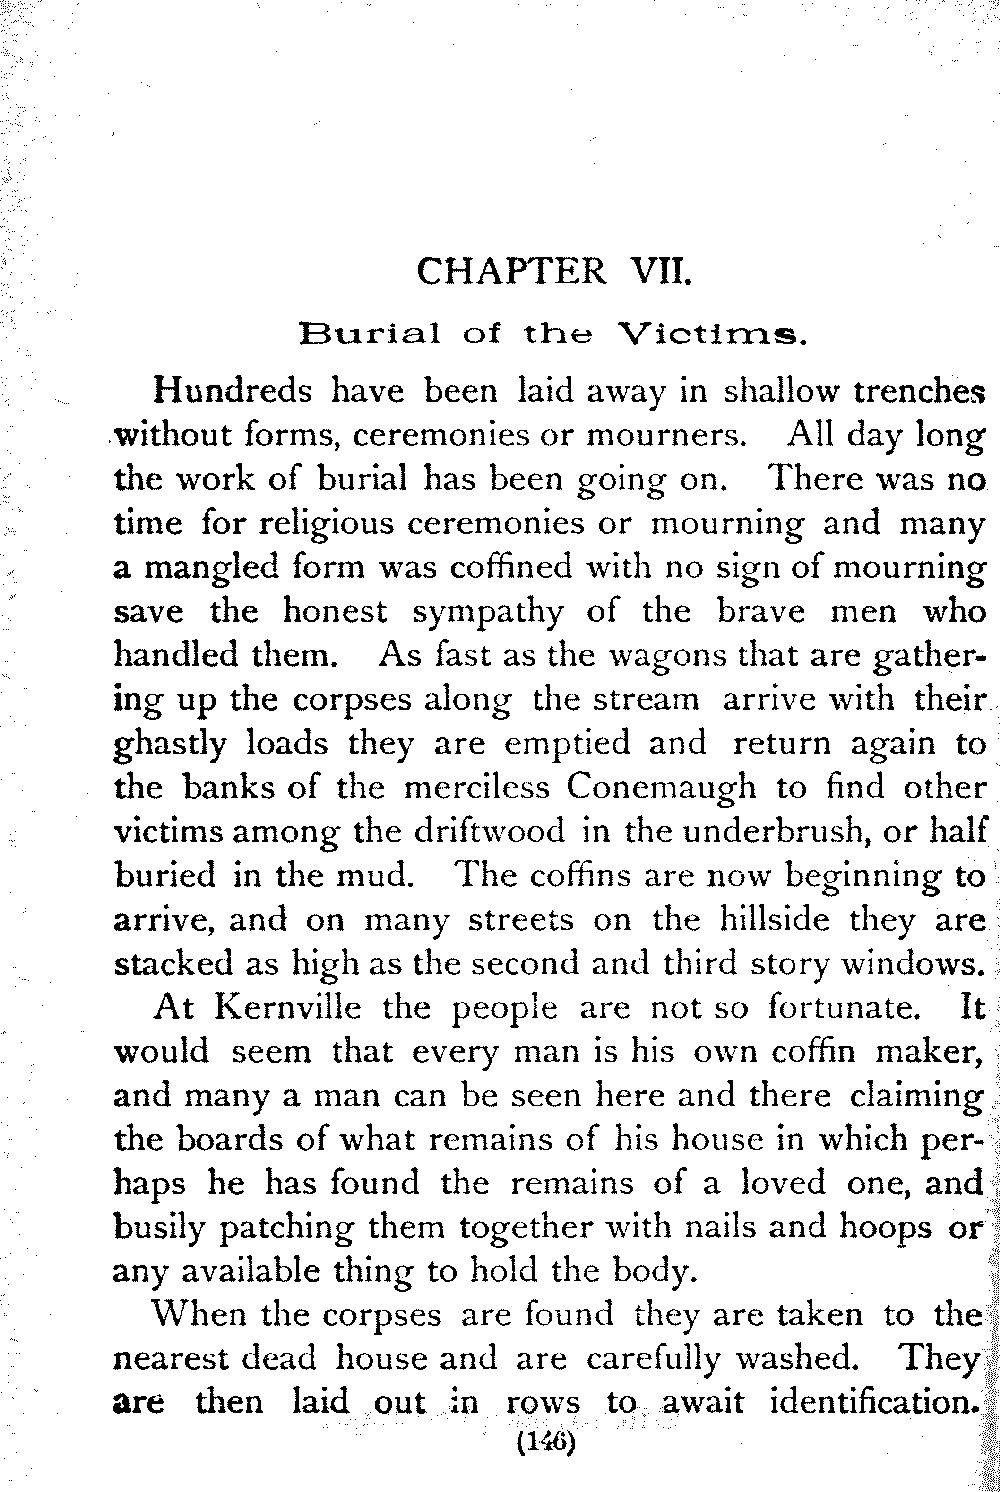 CHAPTER VII.
Burial of the Victims.
Hundreds have been laid away in shallow trenches
without forms, ceremonies or mourners. All day long
the work of burial has been going on. There was no
time for religious ceremonies or mourning and many
a mangled form was coffined with no sign of mourning
save the honest sympathy of the brave men who
handled them. As fast as the wagons that are gather-
ing up the corpses along the stream arrive with their
ghastly loads they are emptied and return again to
the banks of the merciless Conemaugh to find other
victims among the driftwood in the underbrush, or half
buried in the mud. The coffins are now beginning to
arrive, and on many streets on the hillside they are
stacked as high as the second and third story windows.
At Kernville the people are not so fortunate. It
would seem that every man is his own coffin maker,
and many a man can be seen here and there claiming
the boards of what remains of his house in which per-
haps he has found the remains of a loved one, and
busily patching them together with nails and hoops or
any available thing to hold the body.
When the corpses are found they are taken to the
nearest dead house and are carefully washed. They
are then laid out in rows to await identification.
(146)